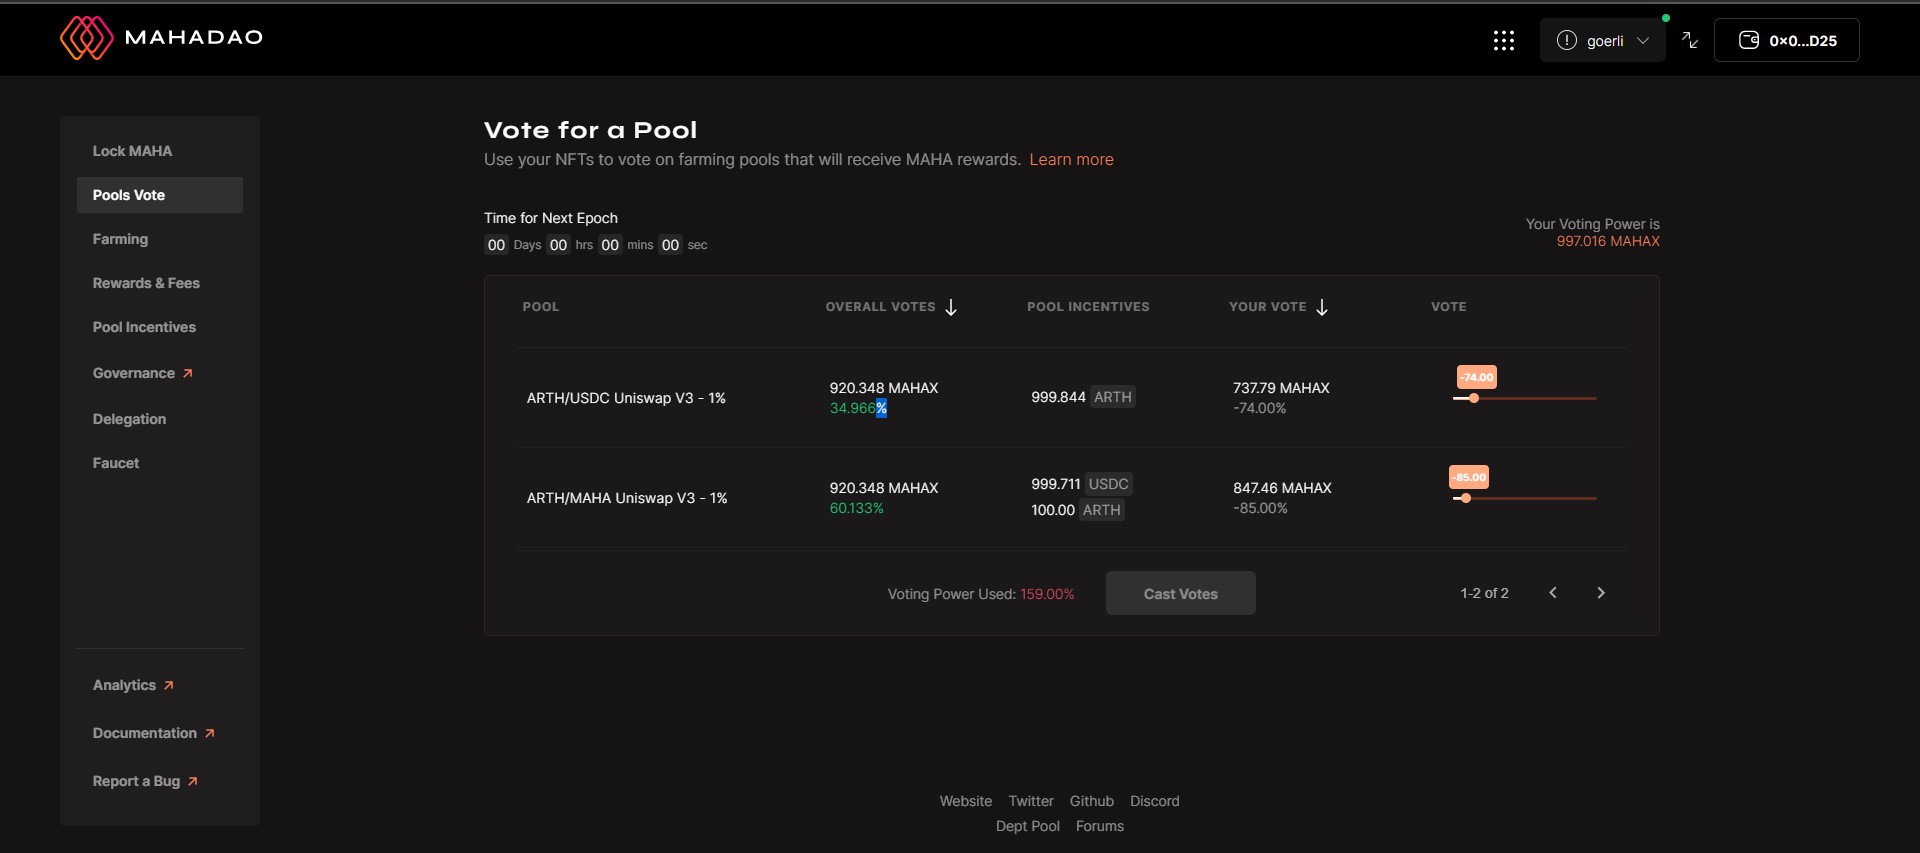 MAHADAO
goerli
0×0...D25
Lock MAHA
Pools Vote
Farming
Rewards & Fees
Pool Incentives
Governance
Delegation
Faucet
Analytics
Documentation
Report a Bug
Vote for a Pool
Use your NFTs to vote on farming pools that will receive MAHA rewards. Learn more
Time for Next Epoch
00 Days 00 hrs 00 mins 00 sec
Your Voting Power is
997.016 MAHAX
POOL OVERALL VOTES POOL INCENTIVES YOUR VOTE VOTE
ARTH/USDC Uniswap V3 - 1%
920.348 MAHAX
34.966%
999.844 ARTH
737.79 MAHAX
-74.00%
-74.00
ARTH/MAHA Uniswap V3 - 1%
920.348 MAHAX
60.133%
999.711 USDC
100.00 ARTH
847.46 MAHAX
-85.00%
-85.00
Voting Power Used: 159.00%
Cast Votes
1-2 of 2
Website Twitter Github Discord
Dept Pool Forums